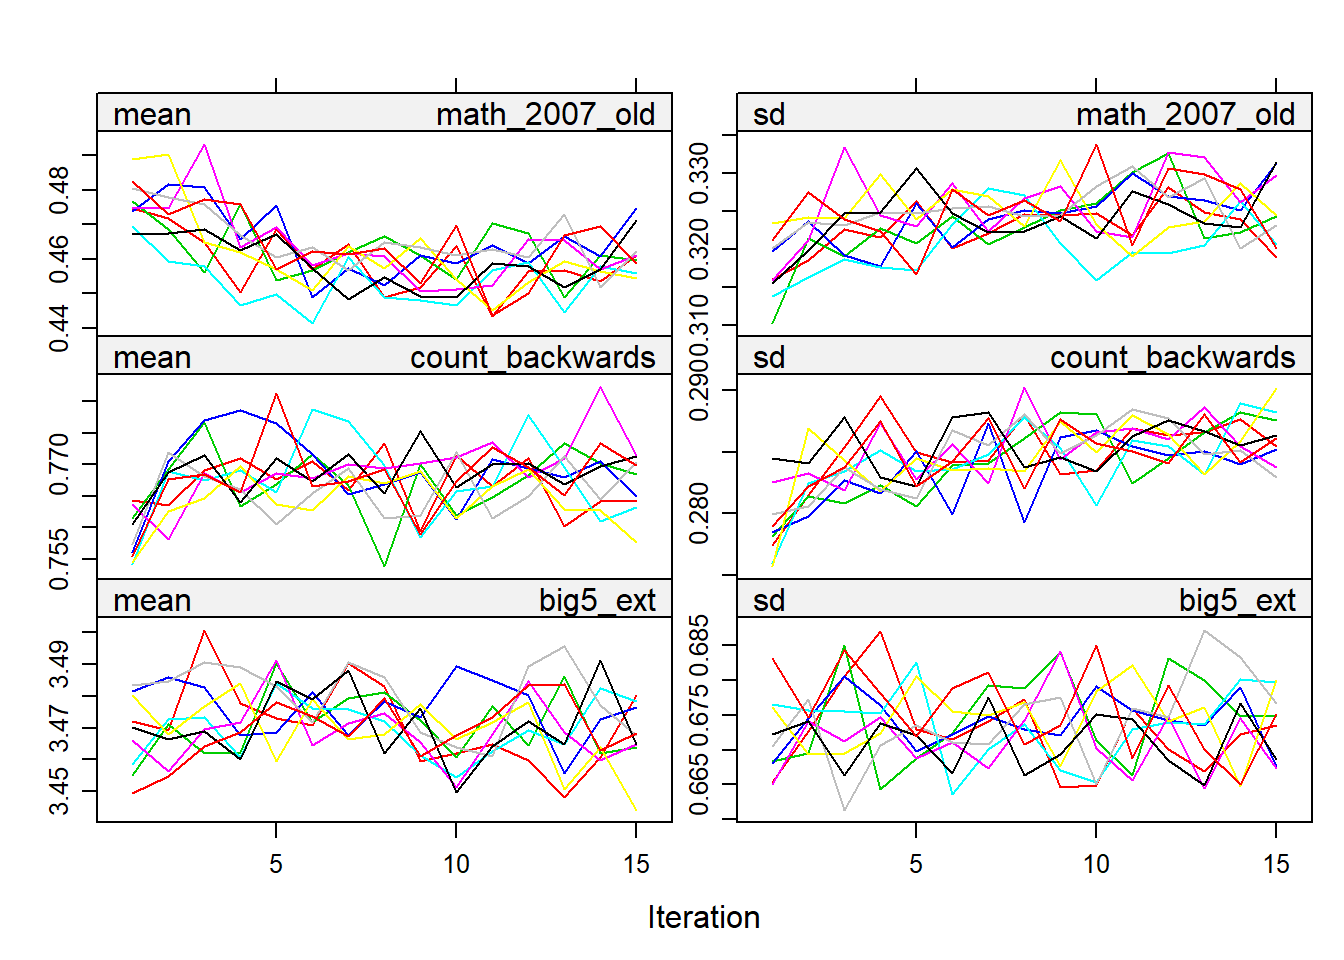 mean math_2007_old
sd math_2007_old
0.48
0.46
0.44
0.330
0.320
0.310
mean count_backwards
sd count_backwards
0.770
0.755
0.290
0.280
mean big5_ext
sd big5_ext
3.49
3.47
3.45
0.685
0.675
0.665
5 10 15
5 10 15
Iteration